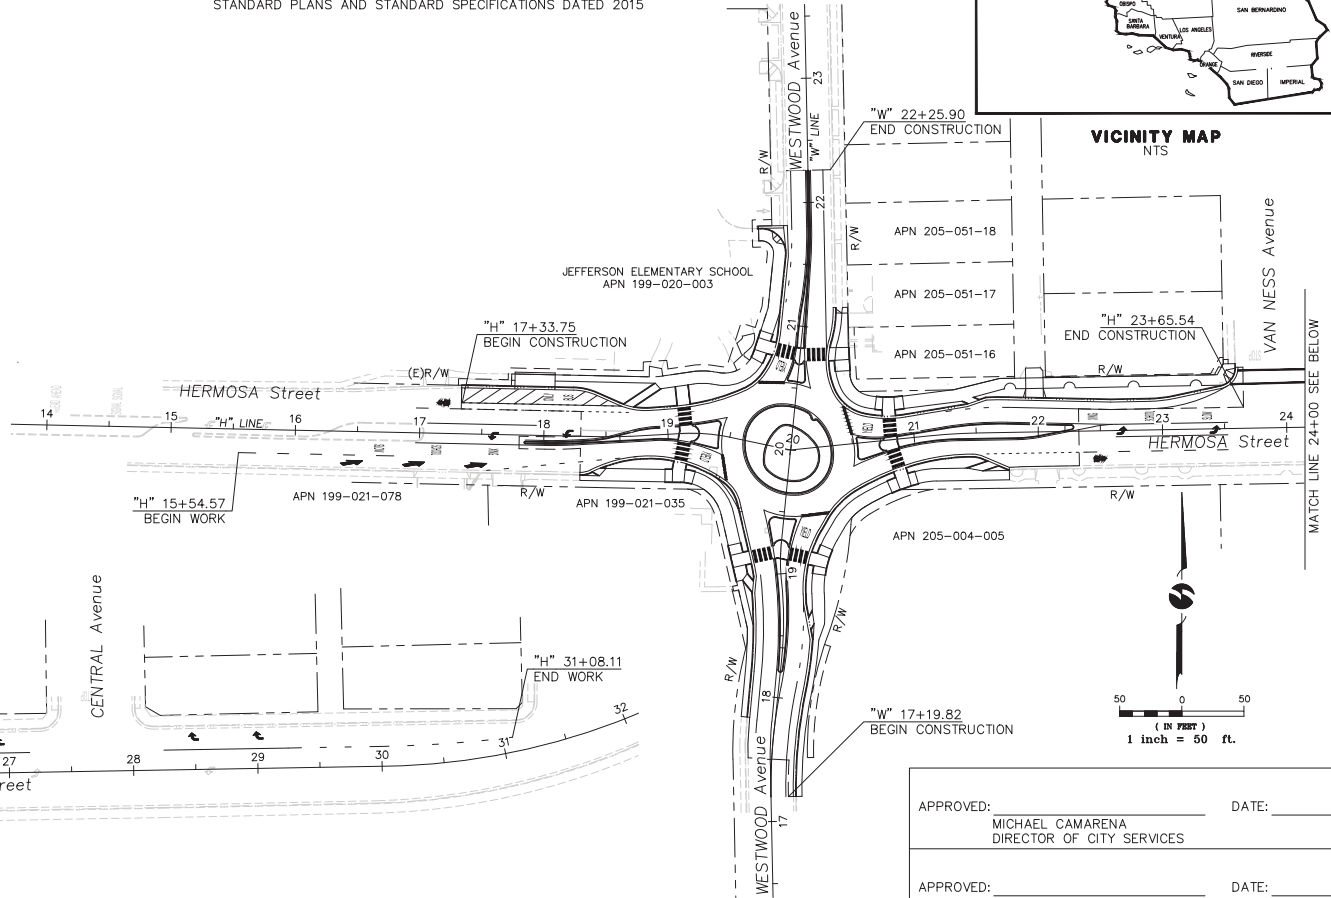 STANDARD PLANS AND STANDARD SPECIFICATIONS DATED 2015
OBISPO
SANTA
BARBARA
VENTURA
LOS ANGELES
SAN BERNARDINO
ORANGE
RIVERSIDE
SAN DIEGO
IMPERIAL
VICINITY MAP
NTS
WESTWOOD Avenue
"W" LINE
R/W
23
22
21
"W" 22+25.90
END CONSTRUCTION
R/W
APN 205-051-18
APN 205-051-17
APN 205-051-16
VAN NESS Avenue
JEFFERSON ELEMENTARY SCHOOL
APN 199-020-003
"H" 17+33.75
BEGIN CONSTRUCTION
"H" 23+65.54
END CONSTRUCTION
R/W
STOP
MATCH LINE 24+00 SEE BELOW
(E)R/W
HERMOSA Street
"H" LINE
14
15
16
17
18
19
20
20
21
22
23
24
HERMOSA Street
YIELD
"H" 15+54.57
BEGIN WORK
APN 199-021-078
R/W
APN 199-021-035
R/W
APN 205-004-005
19
18
17
R/W
R/W
CENTRAL Avenue
"H" 31+08.11
END WORK
32
31
30
29
28
27
reet
"W" 17+19.82
BEGIN CONSTRUCTION
WESTWOOD Avenue
50
0
50
( IN FEET )
1 inch = 50 ft.
APPROVED:
DATE:
MICHAEL CAMARENA
DIRECTOR OF CITY SERVICES
APPROVED:
DATE: